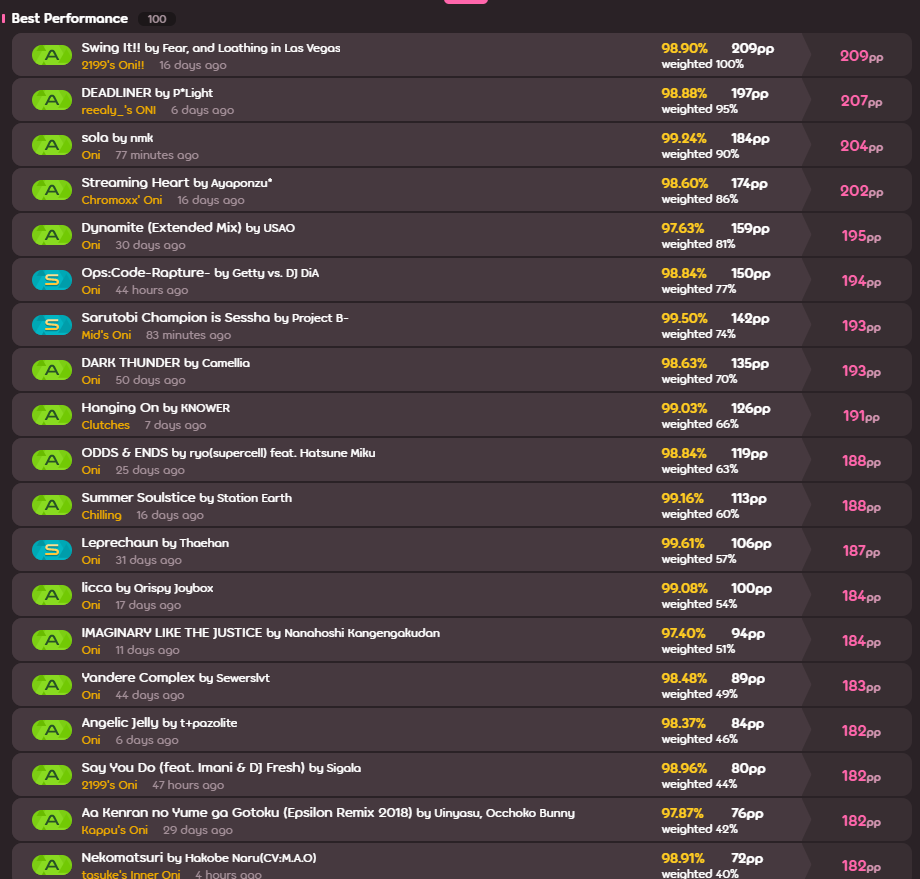 Best Performance 100
A Swing It!! by Fear, and Loathing in Las Vegas 98.90% 209pp 209pp
2199's Oni!! 16 days ago weighted 100%
A DEADLINER by P*Light 98.88% 197pp 207pp
reealy_'s ONI 6 days ago weighted 95%
A sola by nmk 99.24% 184pp 204pp
Oni 77 minutes ago weighted 90%
A Streaming Heart by Ayaponzu* 98.60% 174pp 202pp
Chromoxx' Oni 16 days ago weighted 86%
A Dynamite (Extended Mix) by USAO 97.63% 159pp 195pp
Oni 30 days ago weighted 81%
S Ops:Code-Rapture- by Getty vs. DJ DiA 98.84% 150pp 194pp
Oni 44 hours ago weighted 77%
S Sarutobi Champion is Sessha by Project B- 99.50% 142pp 193pp
Mid's Oni 83 minutes ago weighted 74%
A DARK THUNDER by Camellia 98.63% 135pp 193pp
Oni 50 days ago weighted 70%
A Hanging On by KNOWER 99.03% 126pp 191pp
Clutches 7 days ago weighted 66%
A ODDS & ENDS by ryo(supercell) feat. Hatsune Miku 98.84% 119pp 188pp
Oni 25 days ago weighted 63%
A Summer Soulstice by Station Earth 99.16% 113pp 188pp
Chilling 16 days ago weighted 60%
S Leprechaun by Thaehan 99.61% 106pp 187pp
Oni 31 days ago weighted 57%
A licca by Qrispy Joybox 99.08% 100pp 184pp
Oni 17 days ago weighted 54%
A IMAGINARY LIKE THE JUSTICE by Nanahoshi Kangengakudan 97.40% 94pp 184pp
Oni 11 days ago weighted 51%
A Yandere Complex by Sewerslvt 98.48% 89pp 183pp
Oni 44 days ago weighted 49%
A Angelic Jelly by t+pazolite 98.37% 84pp 182pp
Oni 6 days ago weighted 46%
A Say You Do (feat. Imani & DJ Fresh) by Sigala 98.96% 80pp 182pp
2199's Oni 47 hours ago weighted 44%
A Aa Kenran no Yume ga Gotoku (Epsilon Remix 2018) by Uinyasu, Occhoko Bunny 97.87% 76pp 182pp
Kappu's Oni 29 days ago weighted 42%
A Nekomatsuri by Hakobe Naru(CV:M.A.O) 98.91% 72pp 182pp
tasuke's Inner Oni 4 hours ago weighted 40%